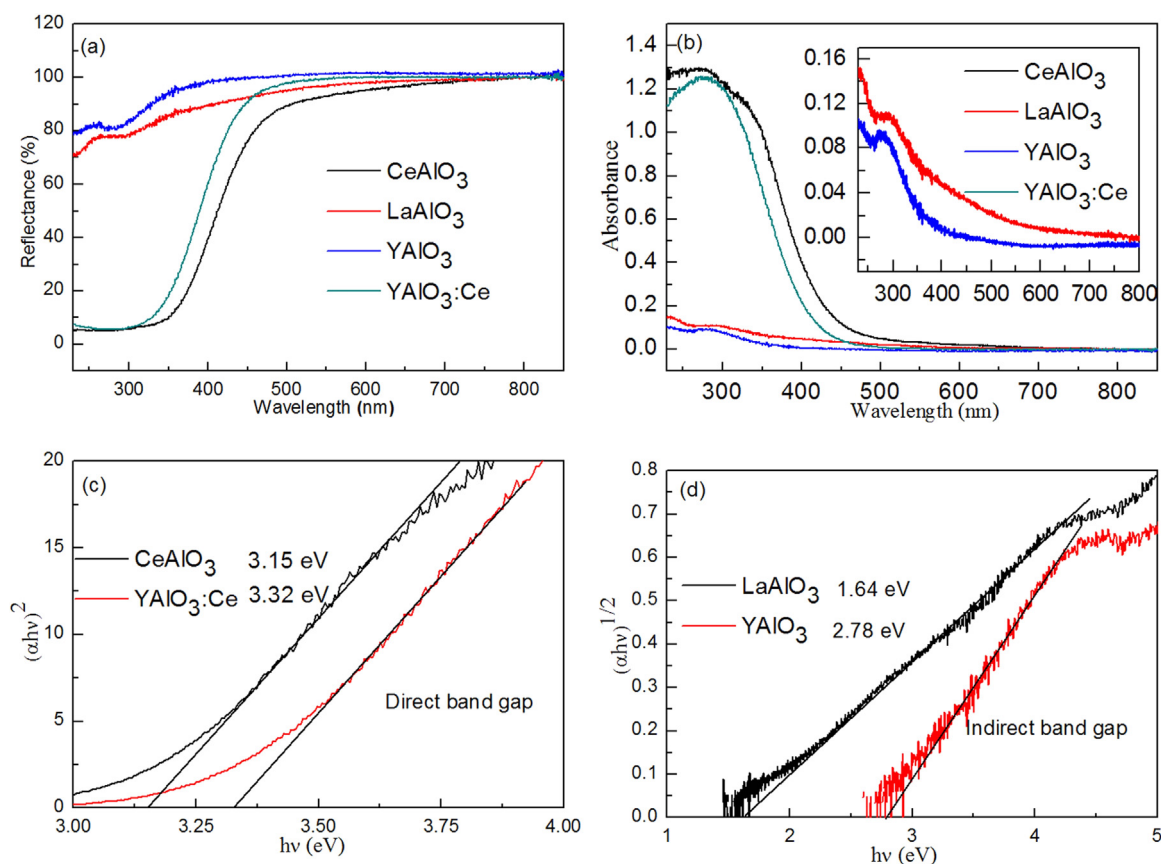 (a)
120
100
80
60
40
20
0
Reflectance (%)
CeAlO3
LaAlO3
YAlO3
YAlO3:Ce
300 400 500 600 700 800
Wavelength (nm)
(b)
1.4
1.2
1.0
0.8
0.6
0.4
0.2
0.0
Absorbance
0.16
0.12
0.08
0.04
0.00
CeAlO3
LaAlO3
YAlO3
YAlO3:Ce
300 400 500 600 700 800
300 400 500 600 700 800
Wavelength (nm)
(c)
20
15
10
5
0
(αhν)2
CeAlO3 3.15 eV
YAlO3:Ce 3.32 eV
Direct band gap
3.00 3.25 3.50 3.75 4.00
hν (eV)
(d)
0.8
0.7
0.6
0.5
0.4
0.3
0.2
0.1
0.0
(αhν)1/2
LaAlO3 1.64 eV
YAlO3 2.78 eV
Indirect band gap
1 2 3 4 5
hν (eV)